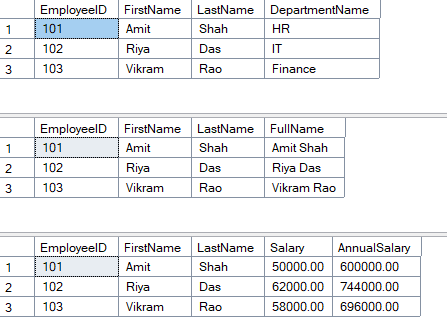 EmployeeID FirstName LastName DepartmentName
1 101 Amit Shah HR
2 102 Riya Das IT
3 103 Vikram Rao Finance
EmployeeID FirstName LastName FullName
1 101 Amit Shah Amit Shah
2 102 Riya Das Riya Das
3 103 Vikram Rao Vikram Rao
EmployeeID FirstName LastName Salary AnnualSalary
1 101 Amit Shah 50000.00 600000.00
2 102 Riya Das 62000.00 744000.00
3 103 Vikram Rao 58000.00 696000.00